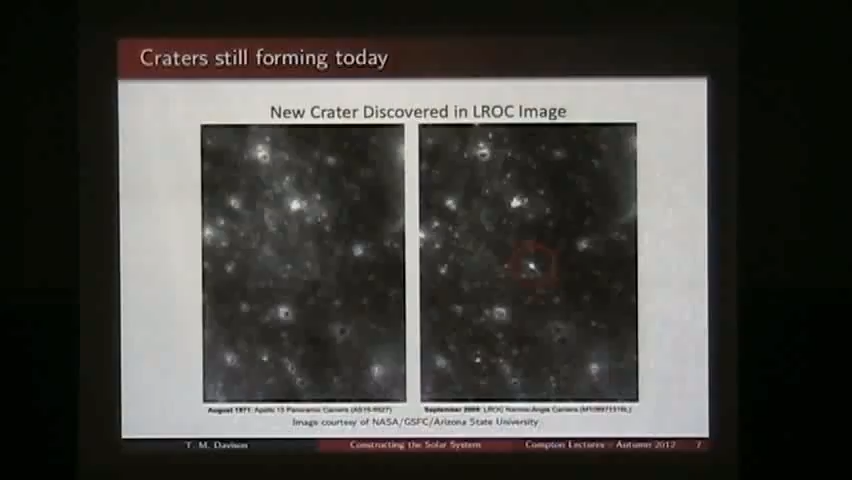 Craters still forming today
New Crater Discovered in LROC Image
August 1971: Apollo 15 Panoramic Camera
September 2009: LROC Narrow Angle Camera
Image courtesy of NASA/GSFC/Arizona State University
T. M. Davison
Constructing the Solar System
Compton Lectures – Autumn 2012
7